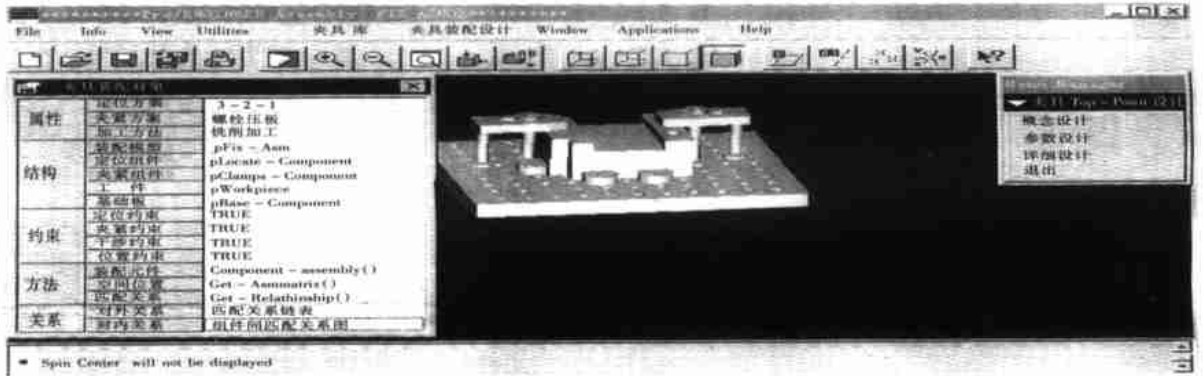 Pro/ENGINEER Assembly
File Info View Utilities 夹具库 夹具装配设计 Window Applications Help
属性
定位方案 3-2-1
夹紧方案 螺栓压板
加工方法 铣削加工
结构
装配模型 pFix-Asm
定位组件 pLocate-Component
夹紧组件 pClamps-Component
工 件 pWorkpiece
基础板 pBase-Component
约束
定位约束 TRUE
夹紧约束 TRUE
干涉约束 TRUE
位置约束 TRUE
方法
装配元件 Component-assembly()
空间位置 Get-Asmmatrix()
匹配关系 Get-Relathinship()
关系
对外关系 匹配关系链表
对内关系 组件间匹配关系图
Menu Manager
概念设计
参数设计
详细设计
退出
Spin Center will not be displayed